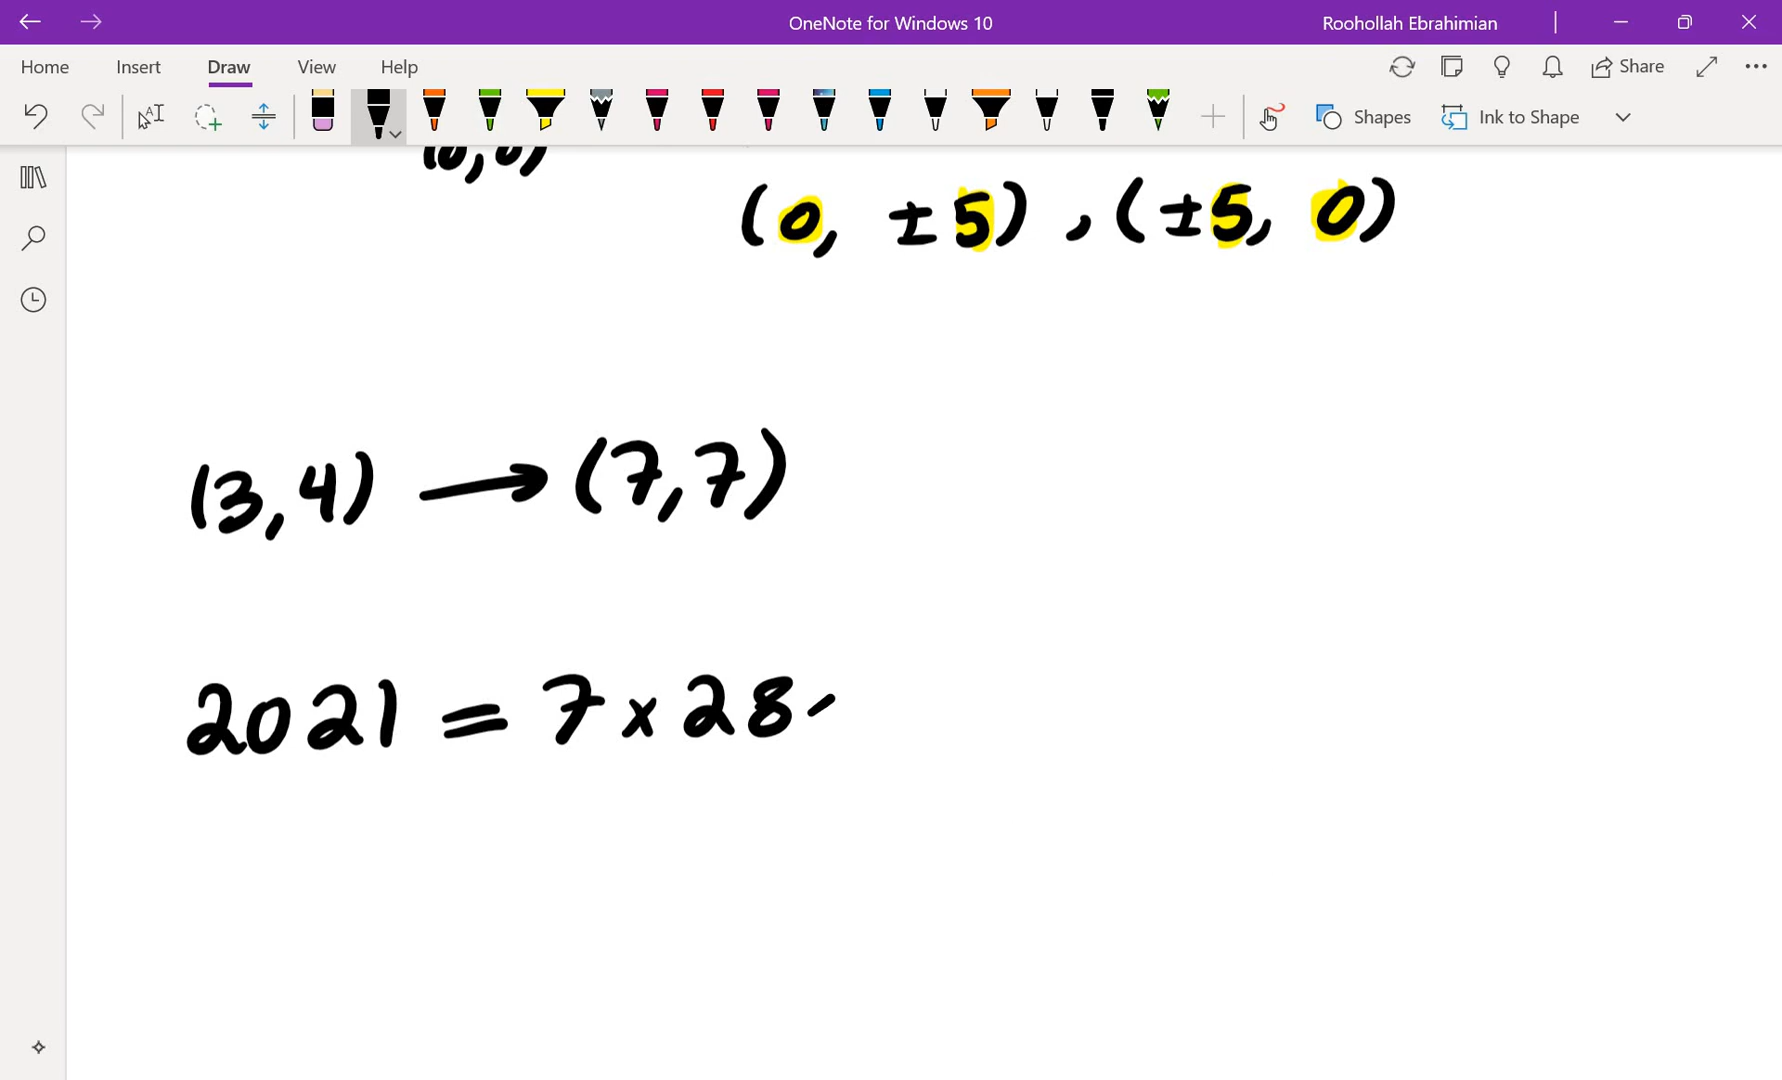 OneNote for Windows 10
Roohollah Ebrahimian
Home Insert Draw View Help
Share
Shapes Ink to Shape
(0, ±5) , (±5, 0)
(3,4) → (7,7)
2021 = 7 × 28